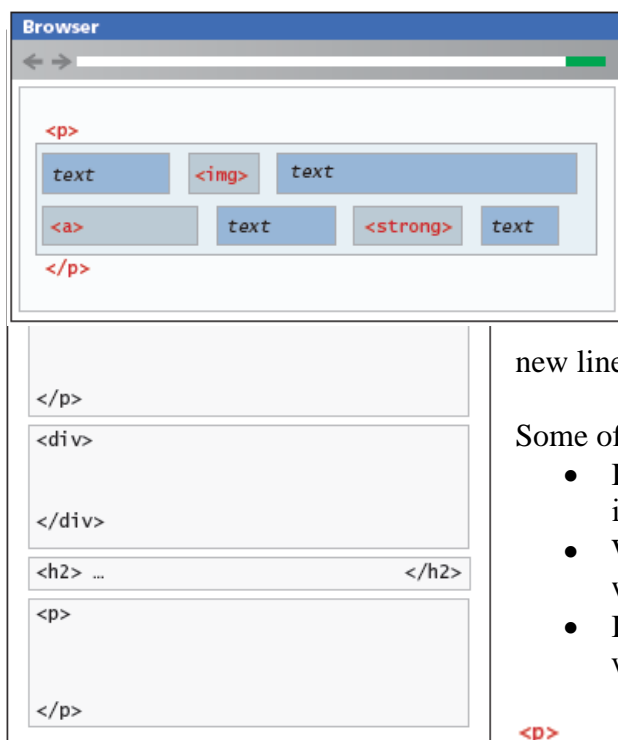 Browser
<p>
text <img> text
<a> text <strong> text
</p>
</p>
<div>
</div>
<h2> … </h2>
<p>
</p>
new line
Some of
<p>